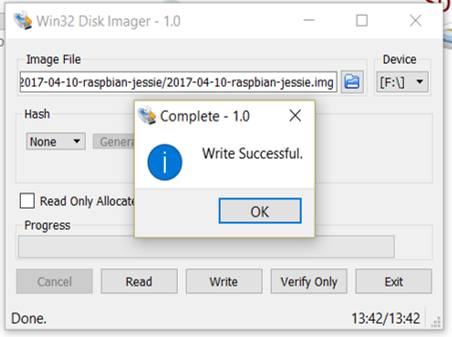 Win32 Disk Imager - 1.0
Image File
Device
2017-04-10-raspbian-jessie/2017-04-10-raspbian-jessie.img
[F:\]
Hash
None
Genera
Complete - 1.0
Write Successful.
OK
Read Only Allocate
Progress
Cancel Read Write Verify Only Exit
Done. 13:42/13:42